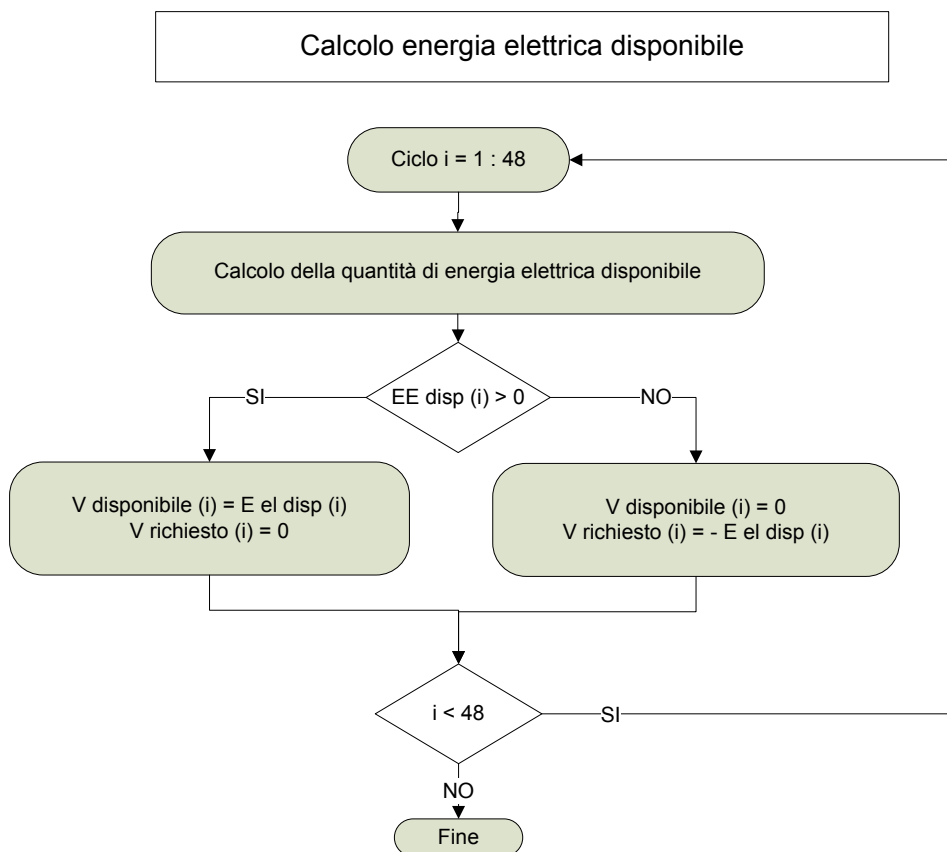 Calcolo energia elettrica disponibile
Ciclo i = 1 : 48
Calcolo della quantità di energia elettrica disponibile
EE disp (i) > 0
SI
NO
V disponibile (i) = E el disp (i)
V richiesto (i) = 0
V disponibile (i) = 0
V richiesto (i) = - E el disp (i)
i < 48
SI
NO
Fine